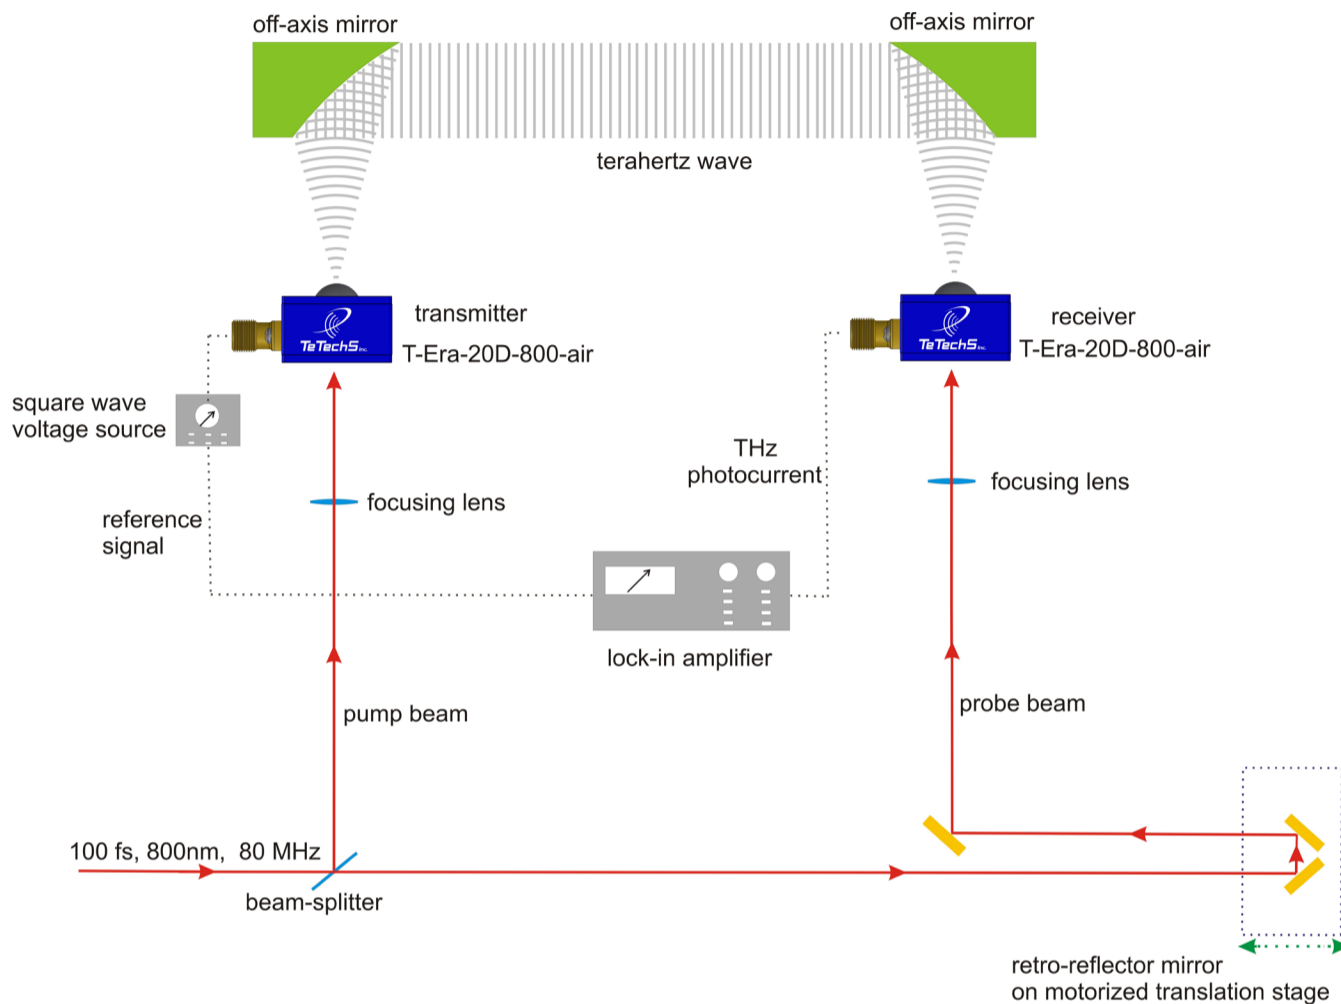 off-axis mirror
off-axis mirror
terahertz wave
TeTechS Inc.
transmitter
T-Era-20D-800-air
TeTechS Inc.
receiver
T-Era-20D-800-air
square wave
voltage source
THz
photocurrent
focusing lens
focusing lens
reference
signal
lock-in amplifier
pump beam
probe beam
100 fs, 800nm, 80 MHz
beam-splitter
retro-reflector mirror
on motorized translation stage